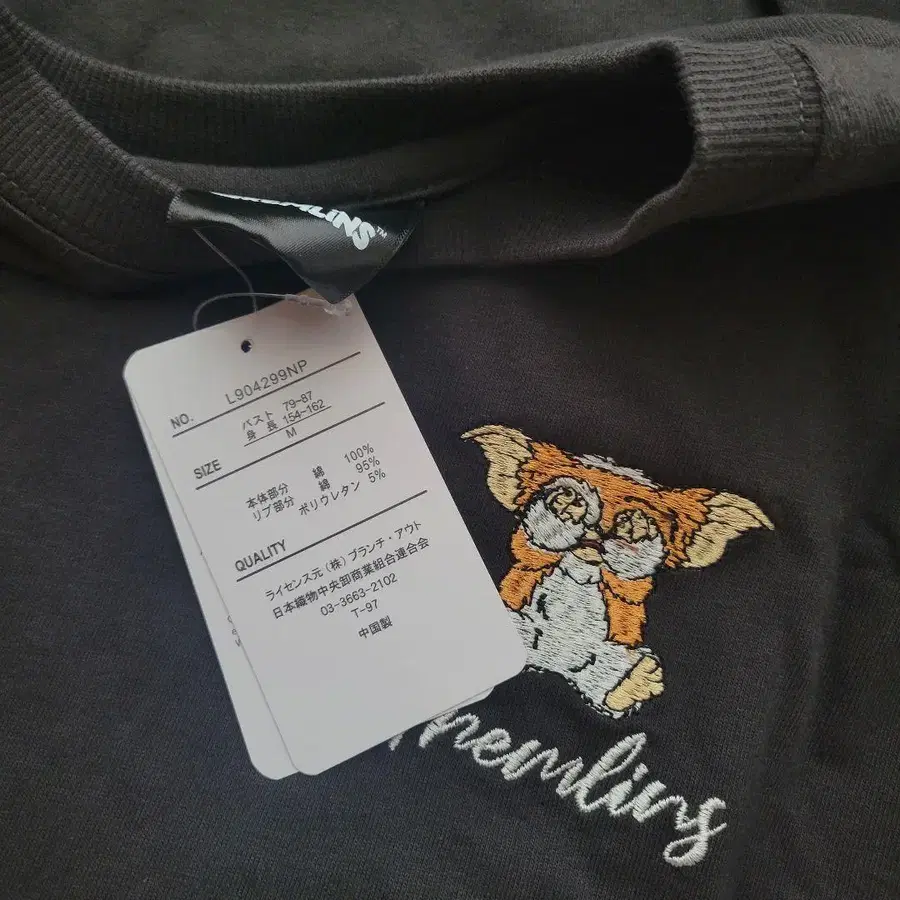 GREMLINS™
NO. L904299NP
バスト 79-87
身長 154-162
SIZE M
本体部分 綿 100%
リブ部分 綿 95%
ポリウレタン 5%
QUALITY
ライセンス元(株)ブランチ・アウト
日本織物中央卸商業組合連合会
03-3663-2102
T-97
中国製
Gremlins